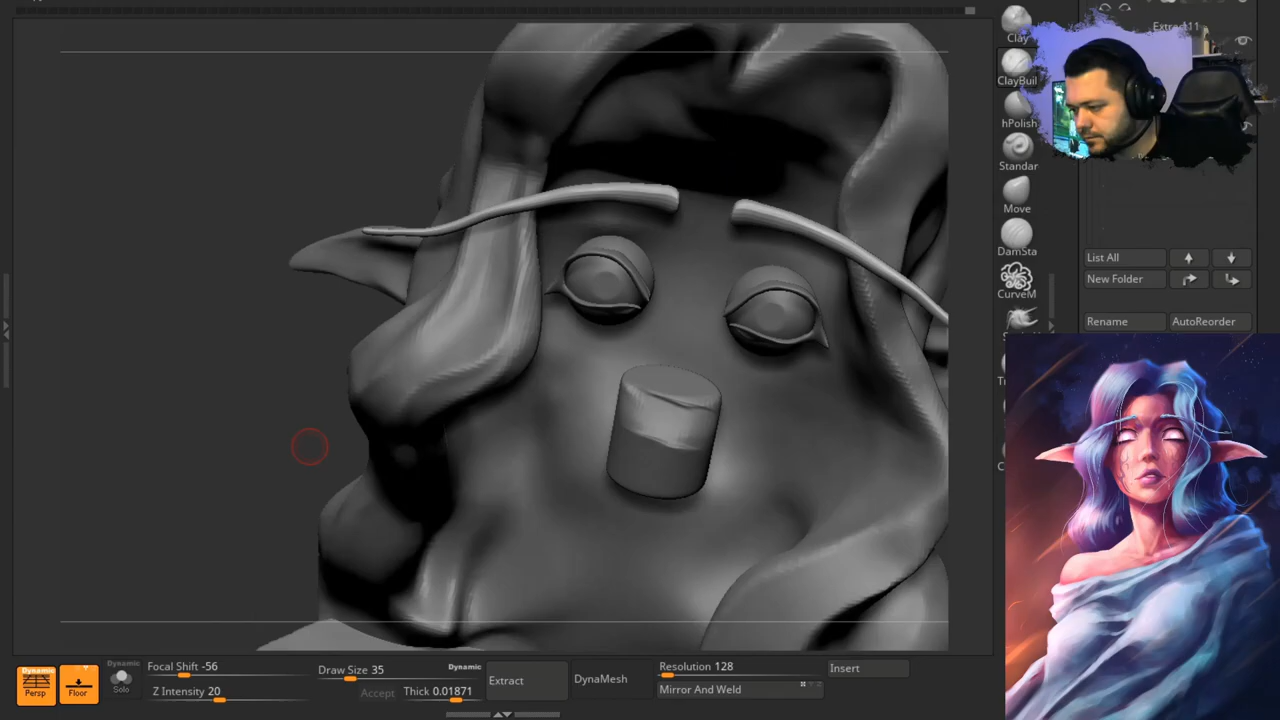 Clay
ClayBuil
hPolish
Standar
Move
DamSta
CurveM
List All
New Folder
Rename
AutoReorder
Dynamic
Persp
Floor
Dynamic
Solo
Focal Shift -56
Z Intensity 20
Draw Size 35
Dynamic
Accept
Thick 0.01871
Extract
DynaMesh
Resolution 128
Mirror And Weld
Insert